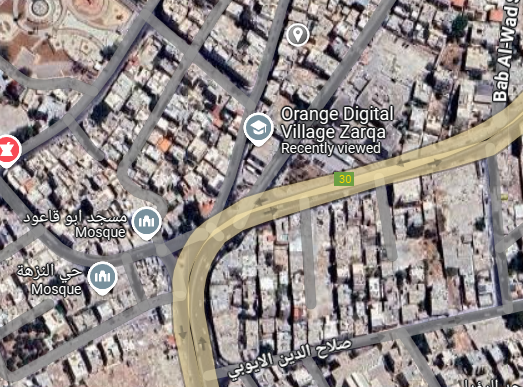 Bab Al-Wad
Orange Digital
Village Zarqa
Recently viewed
30
مسجد ابو قاعود
Mosque
حي النزهة
Mosque
صلاح الدين الايوبي